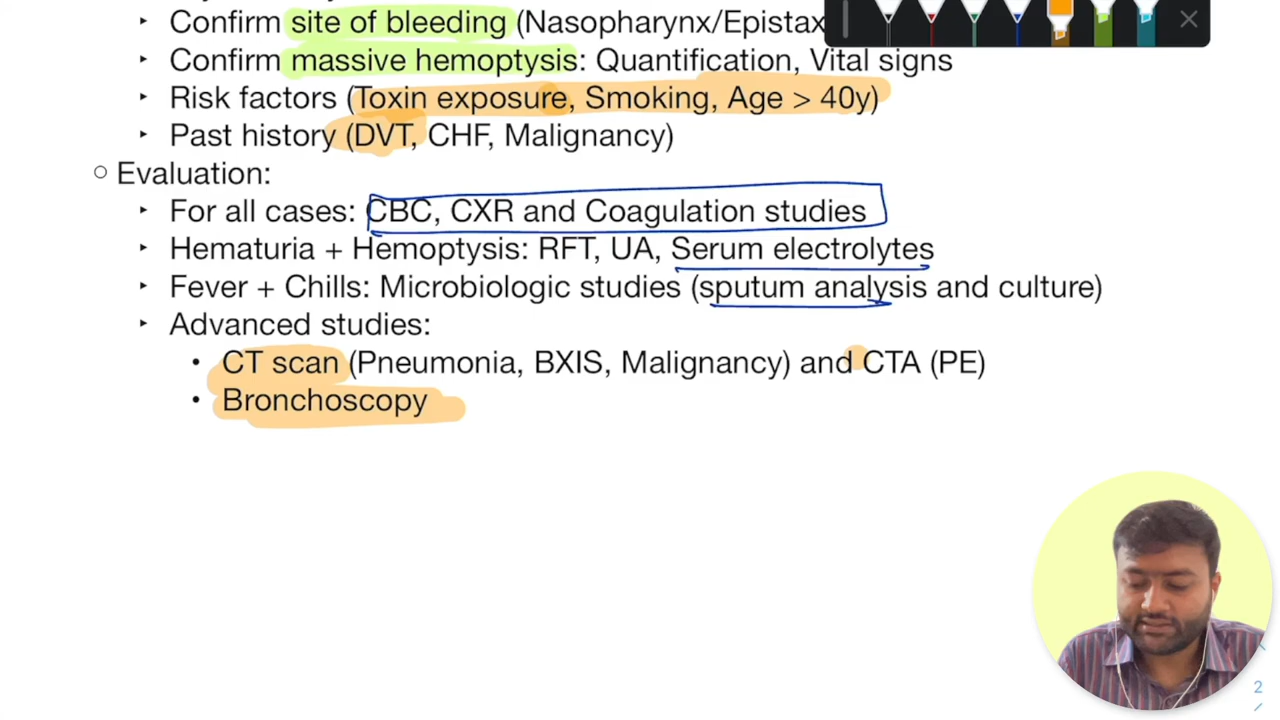 ‣ Confirm site of bleeding (Nasopharynx/Epistax
‣ Confirm massive hemoptysis: Quantification, Vital signs
‣ Risk factors (Toxin exposure, Smoking, Age > 40y)
‣ Past history (DVT, CHF, Malignancy)
○ Evaluation:
‣ For all cases: CBC, CXR and Coagulation studies
‣ Hematuria + Hemoptysis: RFT, UA, Serum electrolytes
‣ Fever + Chills: Microbiologic studies (sputum analysis and culture)
‣ Advanced studies:
• CT scan (Pneumonia, BXIS, Malignancy) and CTA (PE)
• Bronchoscopy
2